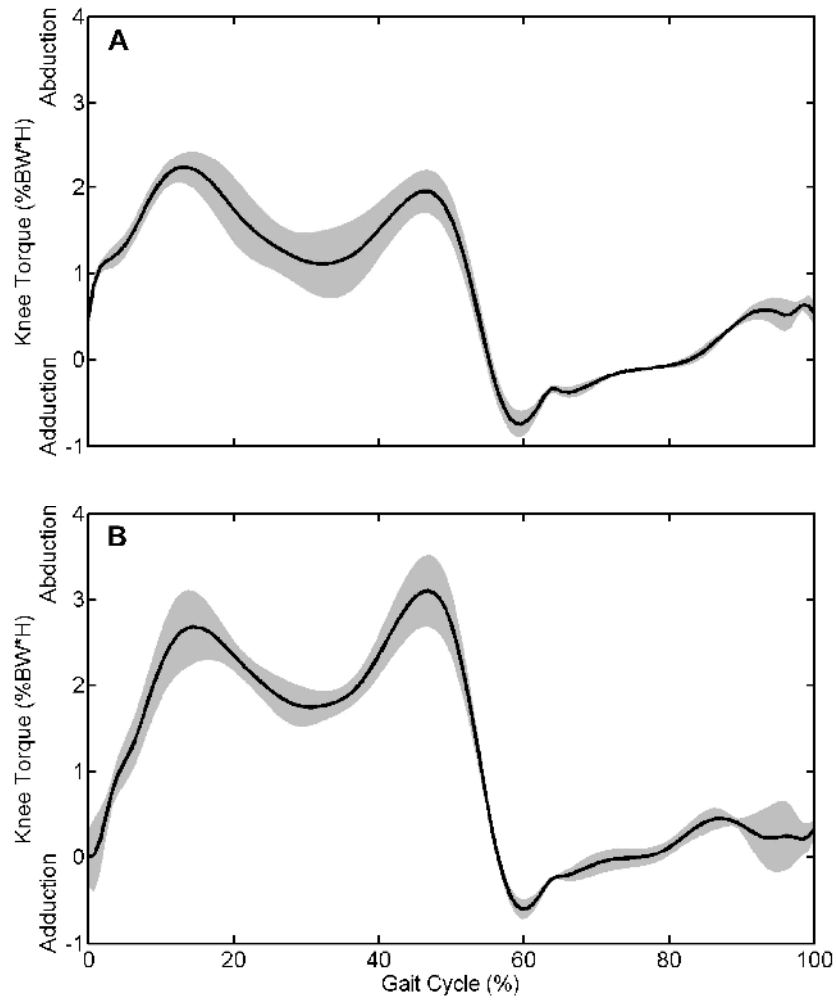 A
Abduction
Knee Torque (%BW*H)
Adduction
4
3
2
1
0
-1
B
Abduction
Knee Torque (%BW*H)
Adduction
4
3
2
1
0
-1
0 20 40 60 80 100
Gait Cycle (%)